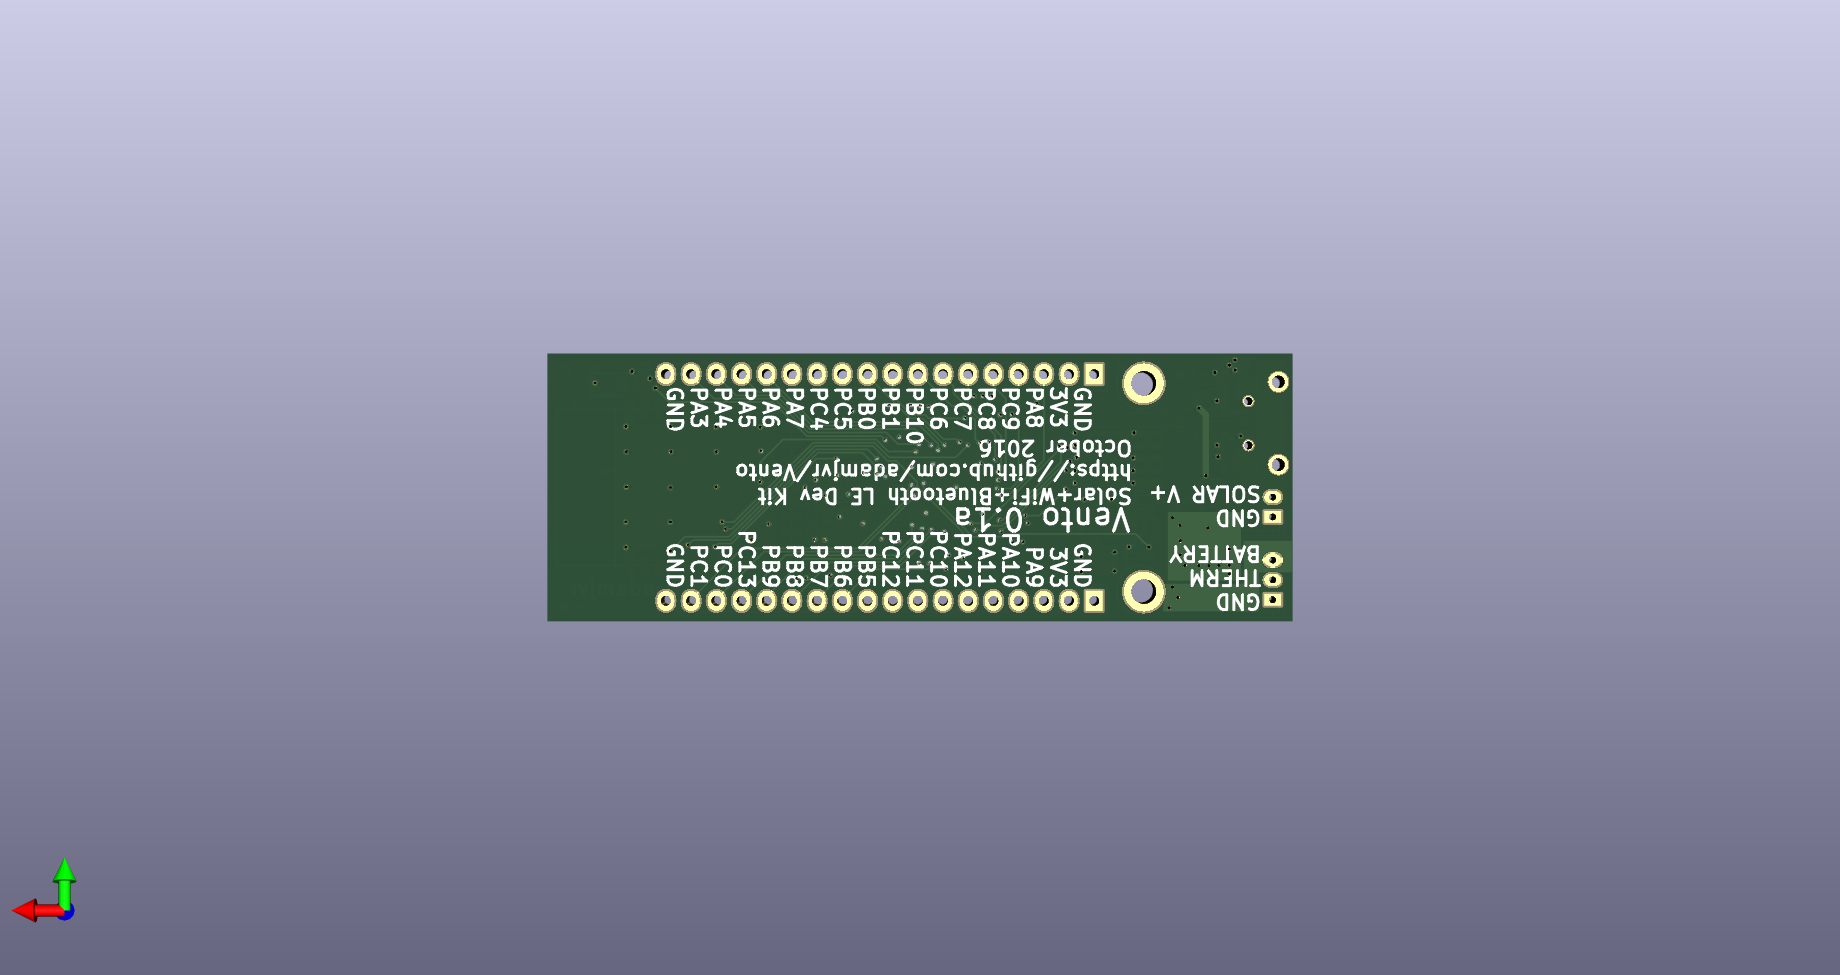 Vento 0.1a
Solar+WiFi+Bluetooth LE Dev Kit
https://github.com/adamjvr/Vento
October 2016
GND
PA3
PA4
PA5
PA6
PA7
PC4
PC5
PB0
PB1
PB10
PC6
PC7
PC8
PC9
PA8
3V3
GND
GND
PC1
PC0
PC13
PB9
PB8
PB7
PB6
PB5
PC12
PC11
PC10
PA12
PA11
PA10
PA9
3V3
GND
GND
THERM
BATTERY
GND
SOLAR V+